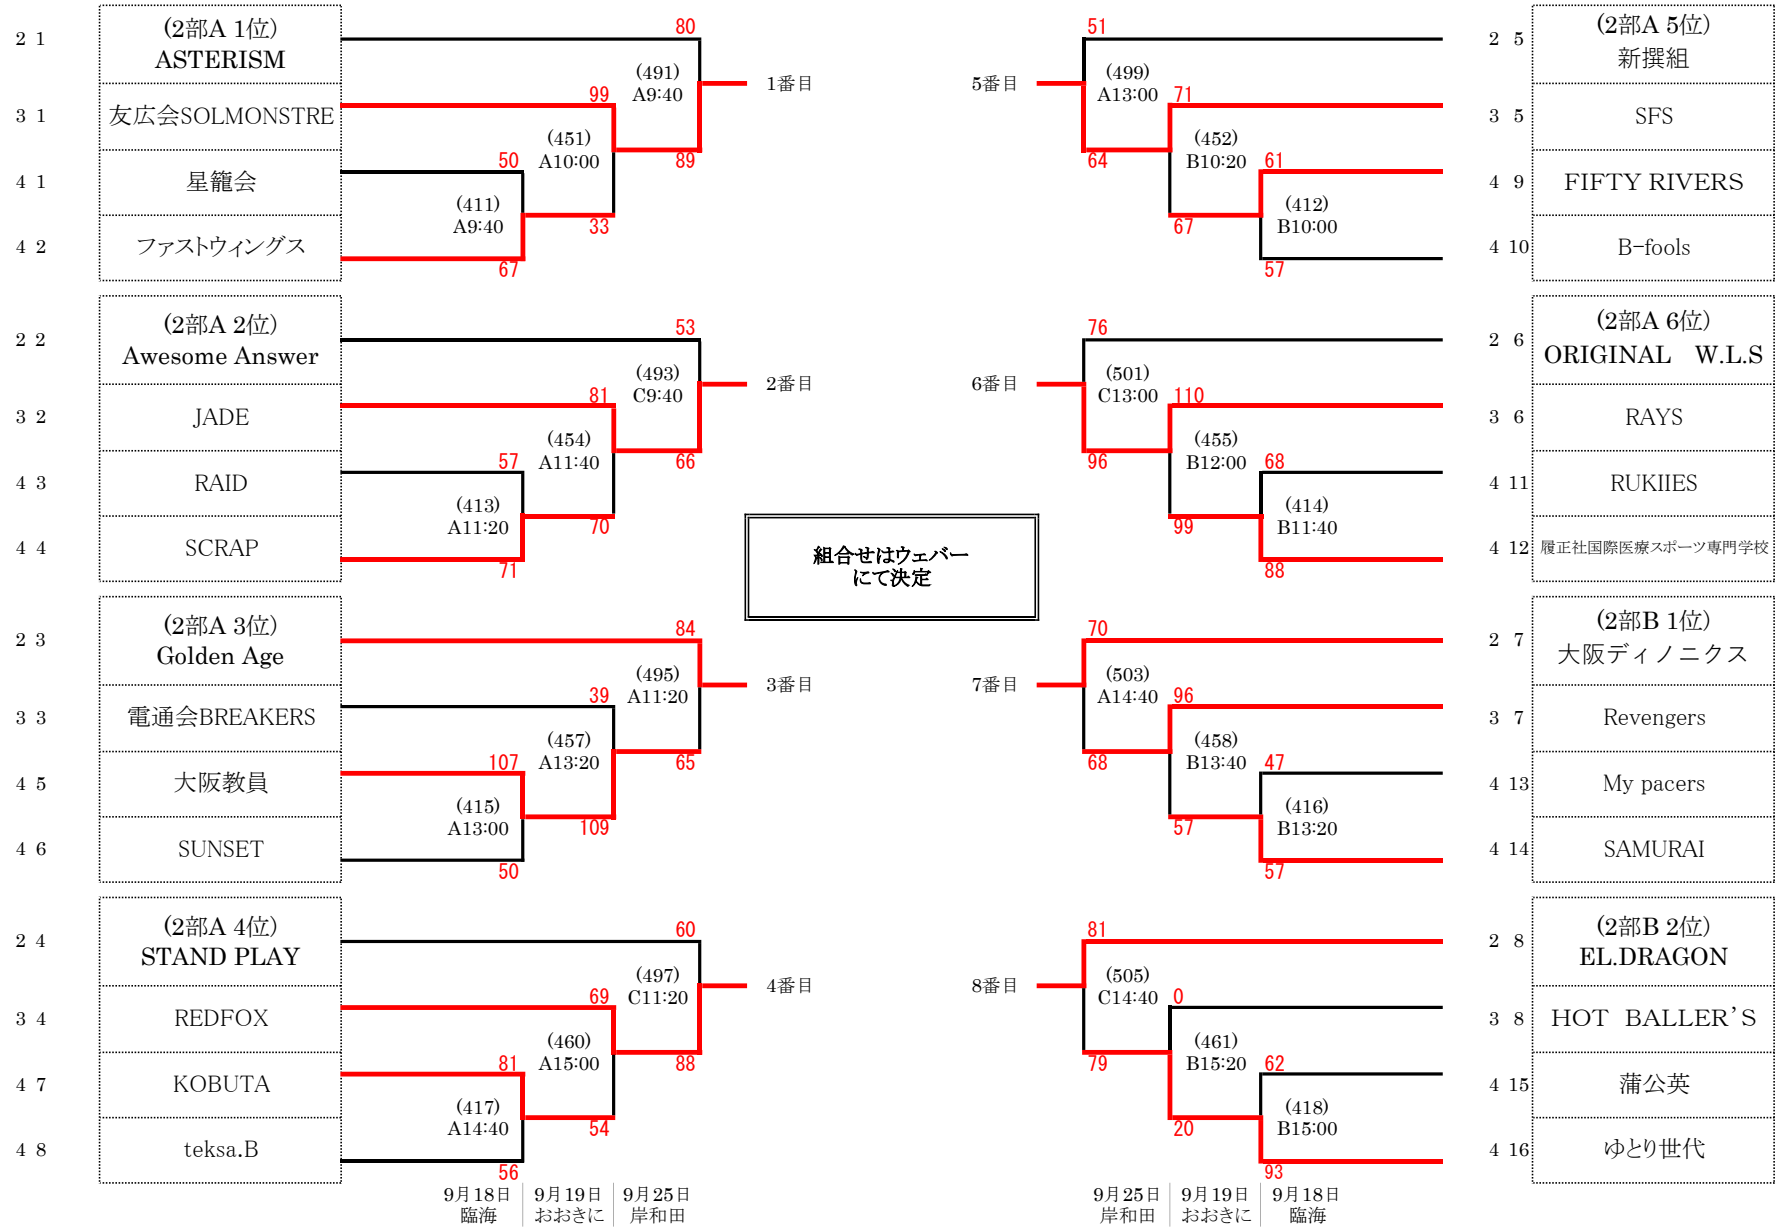 2 1 (2部A 1位)
ASTERISM
80
3 1 友広会SOLMONSTRE
99
(491)
A9:40
1番目
4 1 星籠会
50
(451)
A10:00
89
4 2 ファストウィングス
(411)
A9:40
33
67
2 2 (2部A 2位)
Awesome Answer
53
3 2 JADE
81
(493)
C9:40
2番目
4 3 RAID
57
(454)
A11:40
66
4 4 SCRAP
(413)
A11:20
70
71
2 3 (2部A 3位)
Golden Age
84
3 3 電通会BREAKERS
39
(495)
A11:20
3番目
4 5 大阪教員
107
(457)
A13:20
65
4 6 SUNSET
(415)
A13:00
109
50
2 4 (2部A 4位)
STAND PLAY
60
3 4 REDFOX
69
(497)
C11:20
4番目
4 7 KOBUTA
81
(460)
A15:00
88
4 8 teksa.B
(417)
A14:40
54
56
9月18日 9月19日 9月25日
臨海 おおきに 岸和田
組合せはウェバー
にて決定
51
2 5 (2部A 5位)
新撰組
5番目
(499)
A13:00
71
3 5 SFS
64
(452)
B10:20
61
4 9 FIFTY RIVERS
67
(412)
B10:00
4 10 B-fools
57
76
2 6 (2部A 6位)
ORIGINAL W.L.S
6番目
(501)
C13:00
110
3 6 RAYS
96
(455)
B12:00
68
4 11 RUKIIES
99
(414)
B11:40
4 12 履正社国際医療スポーツ専門学校
88
70
2 7 (2部B 1位)
大阪ディノニクス
7番目
(503)
A14:40
96
3 7 Revengers
68
(458)
B13:40
47
4 13 My pacers
57
(416)
B13:20
4 14 SAMURAI
57
81
2 8 (2部B 2位)
EL.DRAGON
8番目
(505)
C14:40
0
3 8 HOT BALLER'S
79
(461)
B15:20
62
4 15 蒲公英
20
(418)
B15:00
4 16 ゆとり世代
93
9月25日 9月19日 9月18日
岸和田 おおきに 臨海